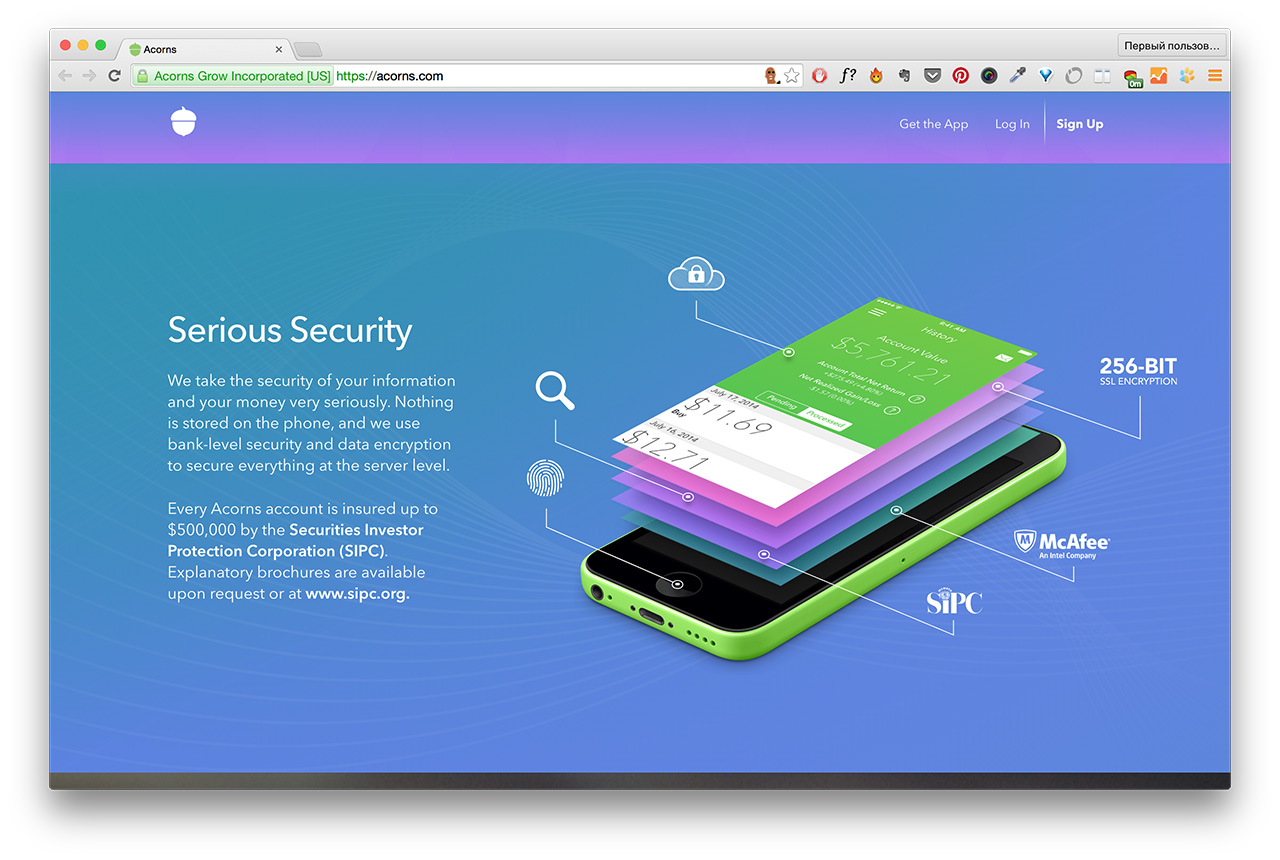 Acorns
Первый пользов...
Acorns Grow Incorporated [US] https://acorns.com
f?
0m
Get the App
Log In
Sign Up
Serious Security
We take the security of your information
and your money very seriously. Nothing
is stored on the phone, and we use
bank-level security and data encryption
to secure everything at the server level.
Every Acorns account is insured up to
$500,000 by the Securities Investor
Protection Corporation (SIPC).
Explanatory brochures are available
upon request or at www.sipc.org.
9:41 AM
History
Account Value
$5,761.21
Account Total Net Return
+$275.49 (+4.80%)
Net Realized Gain/Loss
Pending
Processed
July 17, 2014
Buy
$11.69
July 16, 2014
$12.71
256-BIT
SSL ENCRYPTION
McAfee
An Intel Company
SiPC